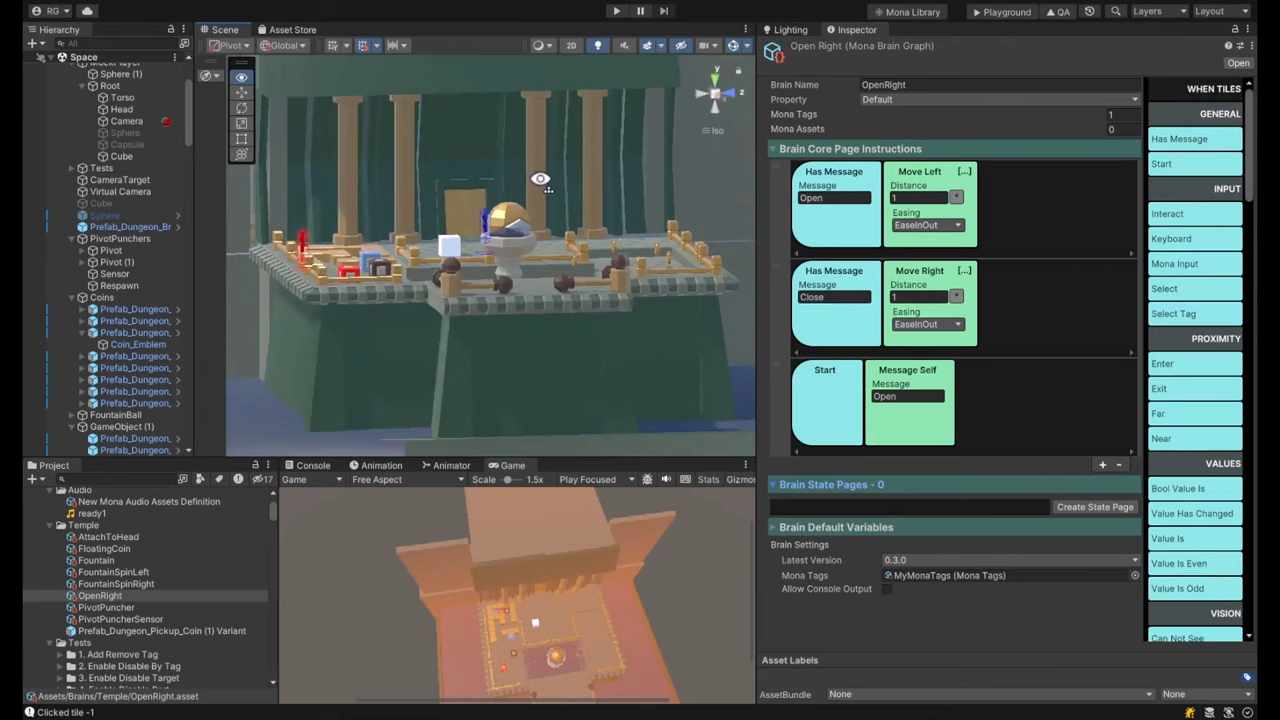 RG
Mona Library
Playground
QA
Layers
Layout
Hierarchy
All
Space
MockPlayer
Sphere (1)
Root
Torso
Head
Camera
Sphere
Capsule
Cube
Tests
CameraTarget
Virtual Camera
Cube
Sphere
Prefab_Dungeon_Br
PivotPunchers
Pivot
Pivot (1)
Sensor
Respawn
Coins
Prefab_Dungeon_
Prefab_Dungeon_
Prefab_Dungeon_
Coin_Emblem
Prefab_Dungeon_
Prefab_Dungeon_
Prefab_Dungeon_
Prefab_Dungeon_
Prefab_Dungeon_
FountainBall
GameObject (1)
Prefab_Dungeon_
Prefab_Dungeon_
Scene
Asset Store
Pivot
Global
2D
y
z
Iso
Project
17
Audio
New Mona Audio Assets Definition
ready1
Temple
AttachToHead
FloatingCoin
Fountain
FountainSpinLeft
FountainSpinRight
OpenRight
PivotPuncher
PivotPuncherSensor
Prefab_Dungeon_Pickup_Coin (1) Variant
Tests
1. Add Remove Tag
2. Enable Disable By Tag
3. Enable Disable Target
Assets/Brains/Temple/OpenRight.asset
Clicked tile -1
Console
Animation
Animator
Game
Game
Free Aspect
Scale
1.5x
Play Focused
Stats
Gizmos
Lighting
Inspector
Open Right (Mona Brain Graph)
Open
Brain Name
OpenRight
Property
Default
Mona Tags
1
Mona Assets
0
Brain Core Page Instructions
Has Message
Message
Open
Move Left
[...]
Distance
1
*
Easing
EaseInOut
Has Message
Message
Close
Move Right
[...]
Distance
1
*
Easing
EaseInOut
Start
Message Self
Message
Open
+
-
Brain State Pages - 0
Create State Page
Brain Default Variables
Brain Settings
Latest Version
0.3.0
Mona Tags
MyMonaTags (Mona Tags)
Allow Console Output
Asset Labels
AssetBundle
None
None
WHEN TILES
GENERAL
Has Message
Start
INPUT
Interact
Keyboard
Mona Input
Select
Select Tag
PROXIMITY
Enter
Exit
Far
Near
VALUES
Bool Value Is
Value Has Changed
Value Is
Value Is Even
Value Is Odd
VISION
Can Not See